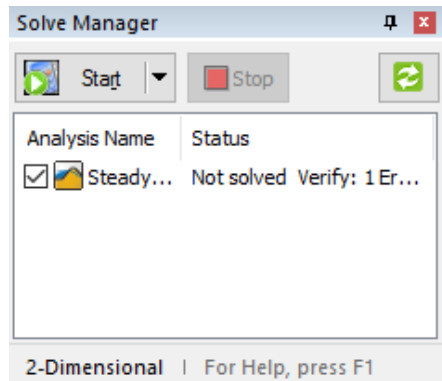 Solve Manager
Start
Stop
Analysis Name Status
Steady... Not solved Verify: 1 Er...
2-Dimensional | For Help, press F1